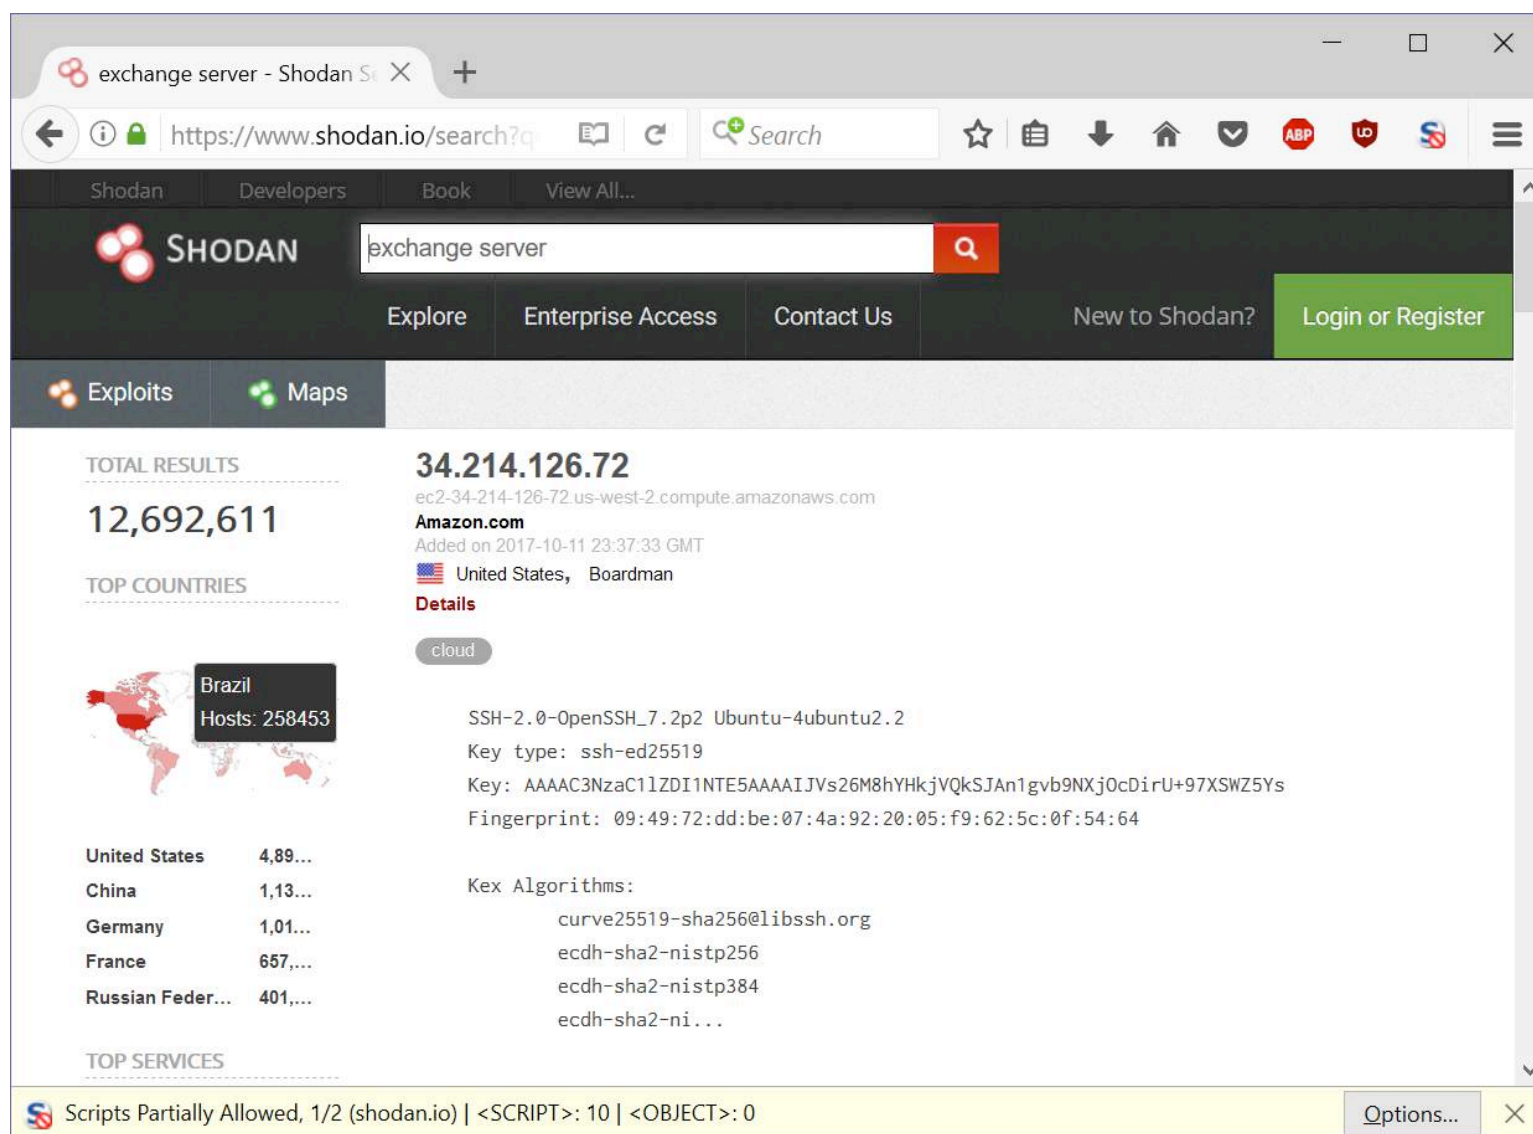 exchange server - Shodan Se
https://www.shodan.io/search?q
Search
ABP
Shodan Developers Book View All...
SHODAN
exchange server
Explore Enterprise Access Contact Us New to Shodan? Login or Register
Exploits Maps
TOTAL RESULTS
12,692,611
TOP COUNTRIES
Brazil
Hosts: 258453
United States 4,89...
China 1,13...
Germany 1,01...
France 657,...
Russian Feder... 401,...
TOP SERVICES
34.214.126.72
ec2-34-214-126-72.us-west-2.compute.amazonaws.com
Amazon.com
Added on 2017-10-11 23:37:33 GMT
United States, Boardman
Details
cloud
SSH-2.0-OpenSSH_7.2p2 Ubuntu-4ubuntu2.2
Key type: ssh-ed25519
Key: AAAAC3NzaC1lZDI1NTE5AAAAIJVs26M8hYHkjVQkSJAn1gvb9NXjOcDirU+97XSWZ5Ys
Fingerprint: 09:49:72:dd:be:07:4a:92:20:05:f9:62:5c:0f:54:64
Kex Algorithms:
curve25519-sha256@libssh.org
ecdh-sha2-nistp256
ecdh-sha2-nistp384
ecdh-sha2-ni...
Scripts Partially Allowed, 1/2 (shodan.io) | <SCRIPT>: 10 | <OBJECT>: 0
Options...